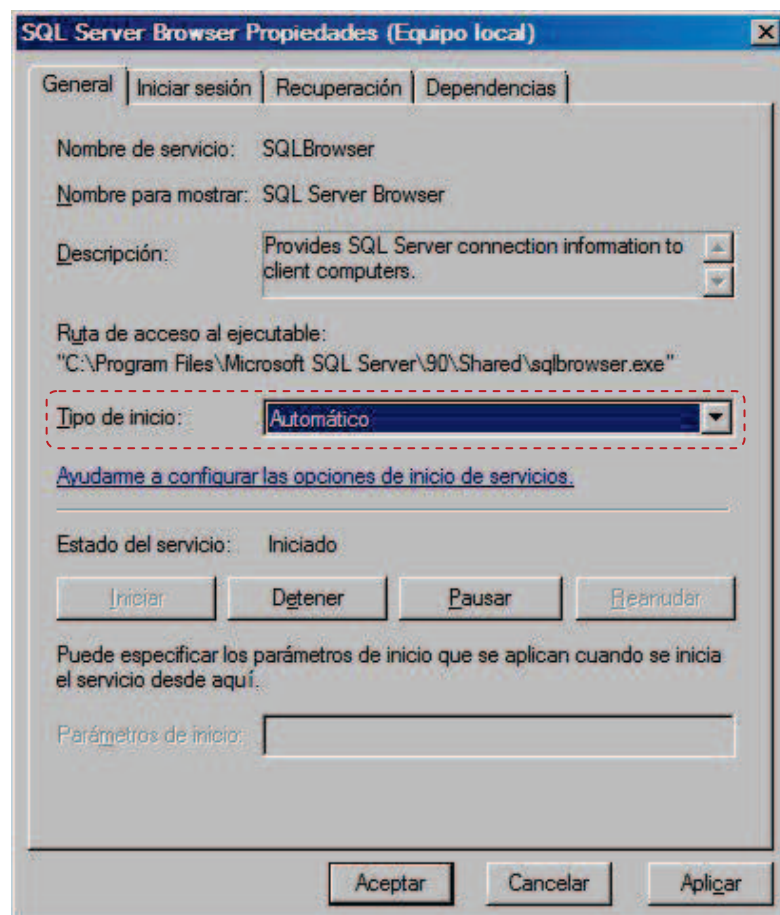 SQL Server Browser Propiedades (Equipo local)
General Iniciar sesión Recuperación Dependencias
Nombre de servicio: SQLBrowser
Nombre para mostrar: SQL Server Browser
Descripción: Provides SQL Server connection information to
client computers.
Ruta de acceso al ejecutable:
"C:\Program Files\Microsoft SQL Server\90\Shared\sqlbrowser.exe"
Tipo de inicio: Automático
Ayudarme a configurar las opciones de inicio de servicios.
Estado del servicio: Iniciado
Iniciar Detener Pausar Reanudar
Puede especificar los parámetros de inicio que se aplican cuando se inicia
el servicio desde aquí.
Parámetros de inicio:
Aceptar Cancelar Aplicar